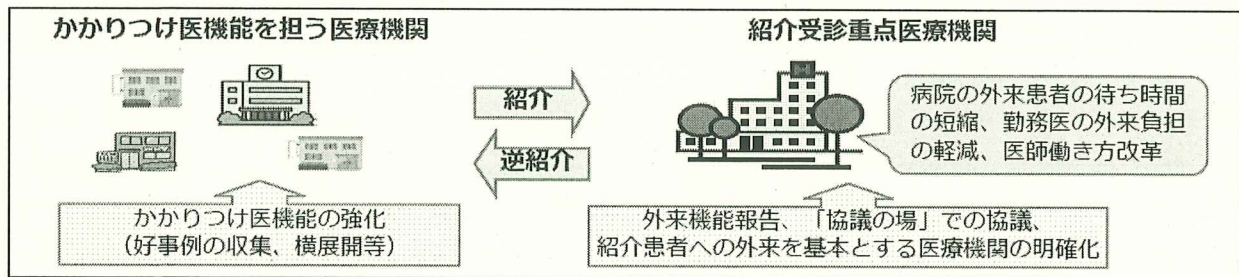 かかりつけ医機能を担う医療機関
紹介受診重点医療機関
紹介
逆紹介
病院の外来患者の待ち時間
の短縮、勤務医の外来負担
の軽減、医師働き方改革
かかりつけ医機能の強化
(好事例の収集、横展開等)
外来機能報告、「協議の場」での協議、
紹介患者への外来を基本とする医療機関の明確化